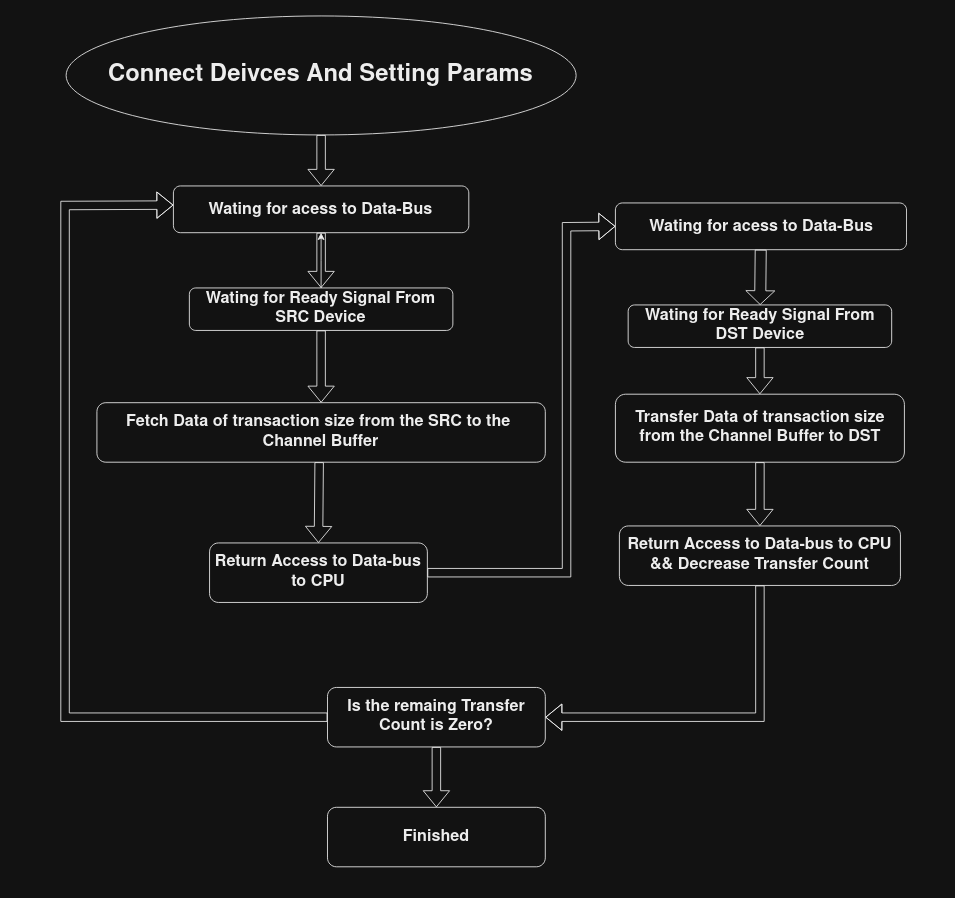 Connect Deivces And Setting Params
Wating for acess to Data-Bus
Wating for Ready Signal From
SRC Device
Fetch Data of transaction size from the SRC to the
Channel Buffer
Return Access to Data-bus
to CPU
Wating for acess to Data-Bus
Wating for Ready Signal From
DST Device
Transfer Data of transaction size
from the Channel Buffer to DST
Return Access to Data-bus to CPU
&& Decrease Transfer Count
Is the remaing Transfer
Count is Zero?
Finished